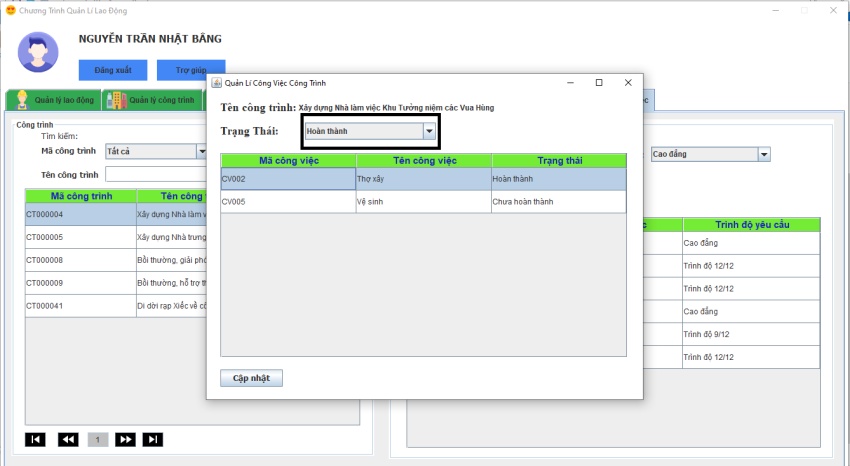 Chương Trình Quản Lí Lao Động
NGUYỄN TRẦN NHẬT BẰNG
Đăng xuất
Trợ giúp
Quản lý lao động
Quản lý công trình
Công trình
Tìm kiếm:
Mã công trình
Tất cả
Tên công trình
Mã công trình
CT000004
Xây dựng Nhà làm
CT000005
Xây dựng Nhà trưng
CT000008
Bồi thường, giải
CT000009
Bồi thường, hỗ trợ
CT000041
Di dời rạp Xiếc về
1
Quản Lí Công Việc Công Trình
Tên công trình: Xây dựng Nhà làm việc Khu Tưởng niệm các Vua Hùng
Trạng Thái: Hoàn thành
Mã công việc Tên công việc Trạng thái
CV002 Thợ xây Hoàn thành
CV005 Vệ sinh Chưa hoàn thành
Cập nhật
Cao đẳng
Trình độ yêu cầu
Cao đẳng
Trình độ 12/12
Trình độ 12/12
Cao đẳng
Trình độ 9/12
Trình độ 12/12